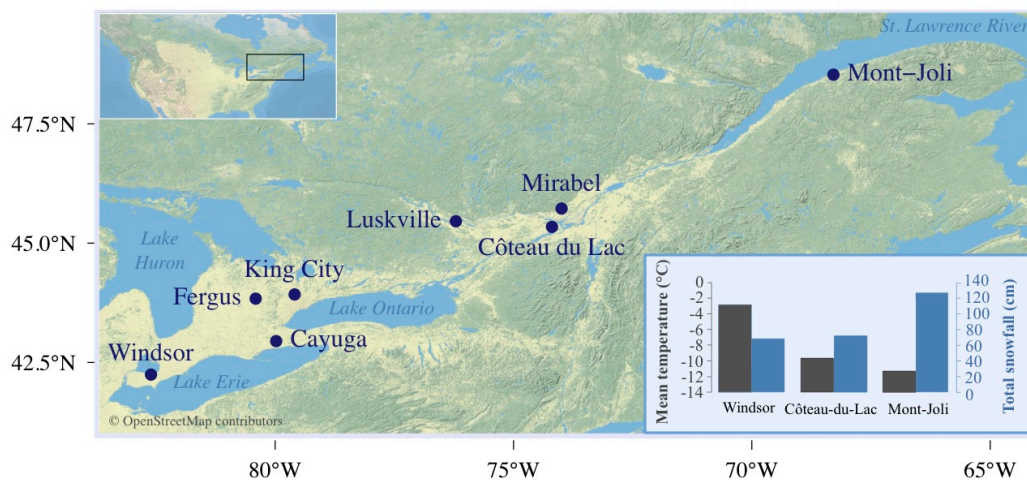 St. Lawrence River
Mont-Joli
47.5°N
Mirabel
Luskville
45.0°N
Côteau du Lac
Lake
Huron
King City
Fergus
Lake Ontario
Cayuga
42.5°N
Windsor
Lake Erie
© OpenStreetMap contributors
80°W
75°W
70°W
65°W
Mean temperature (°C)
0
-2
-4
-6
-8
-10
-12
-14
Total snowfall (cm)
140
120
100
80
60
40
20
0
Windsor
Côteau-du-Lac
Mont-Joli